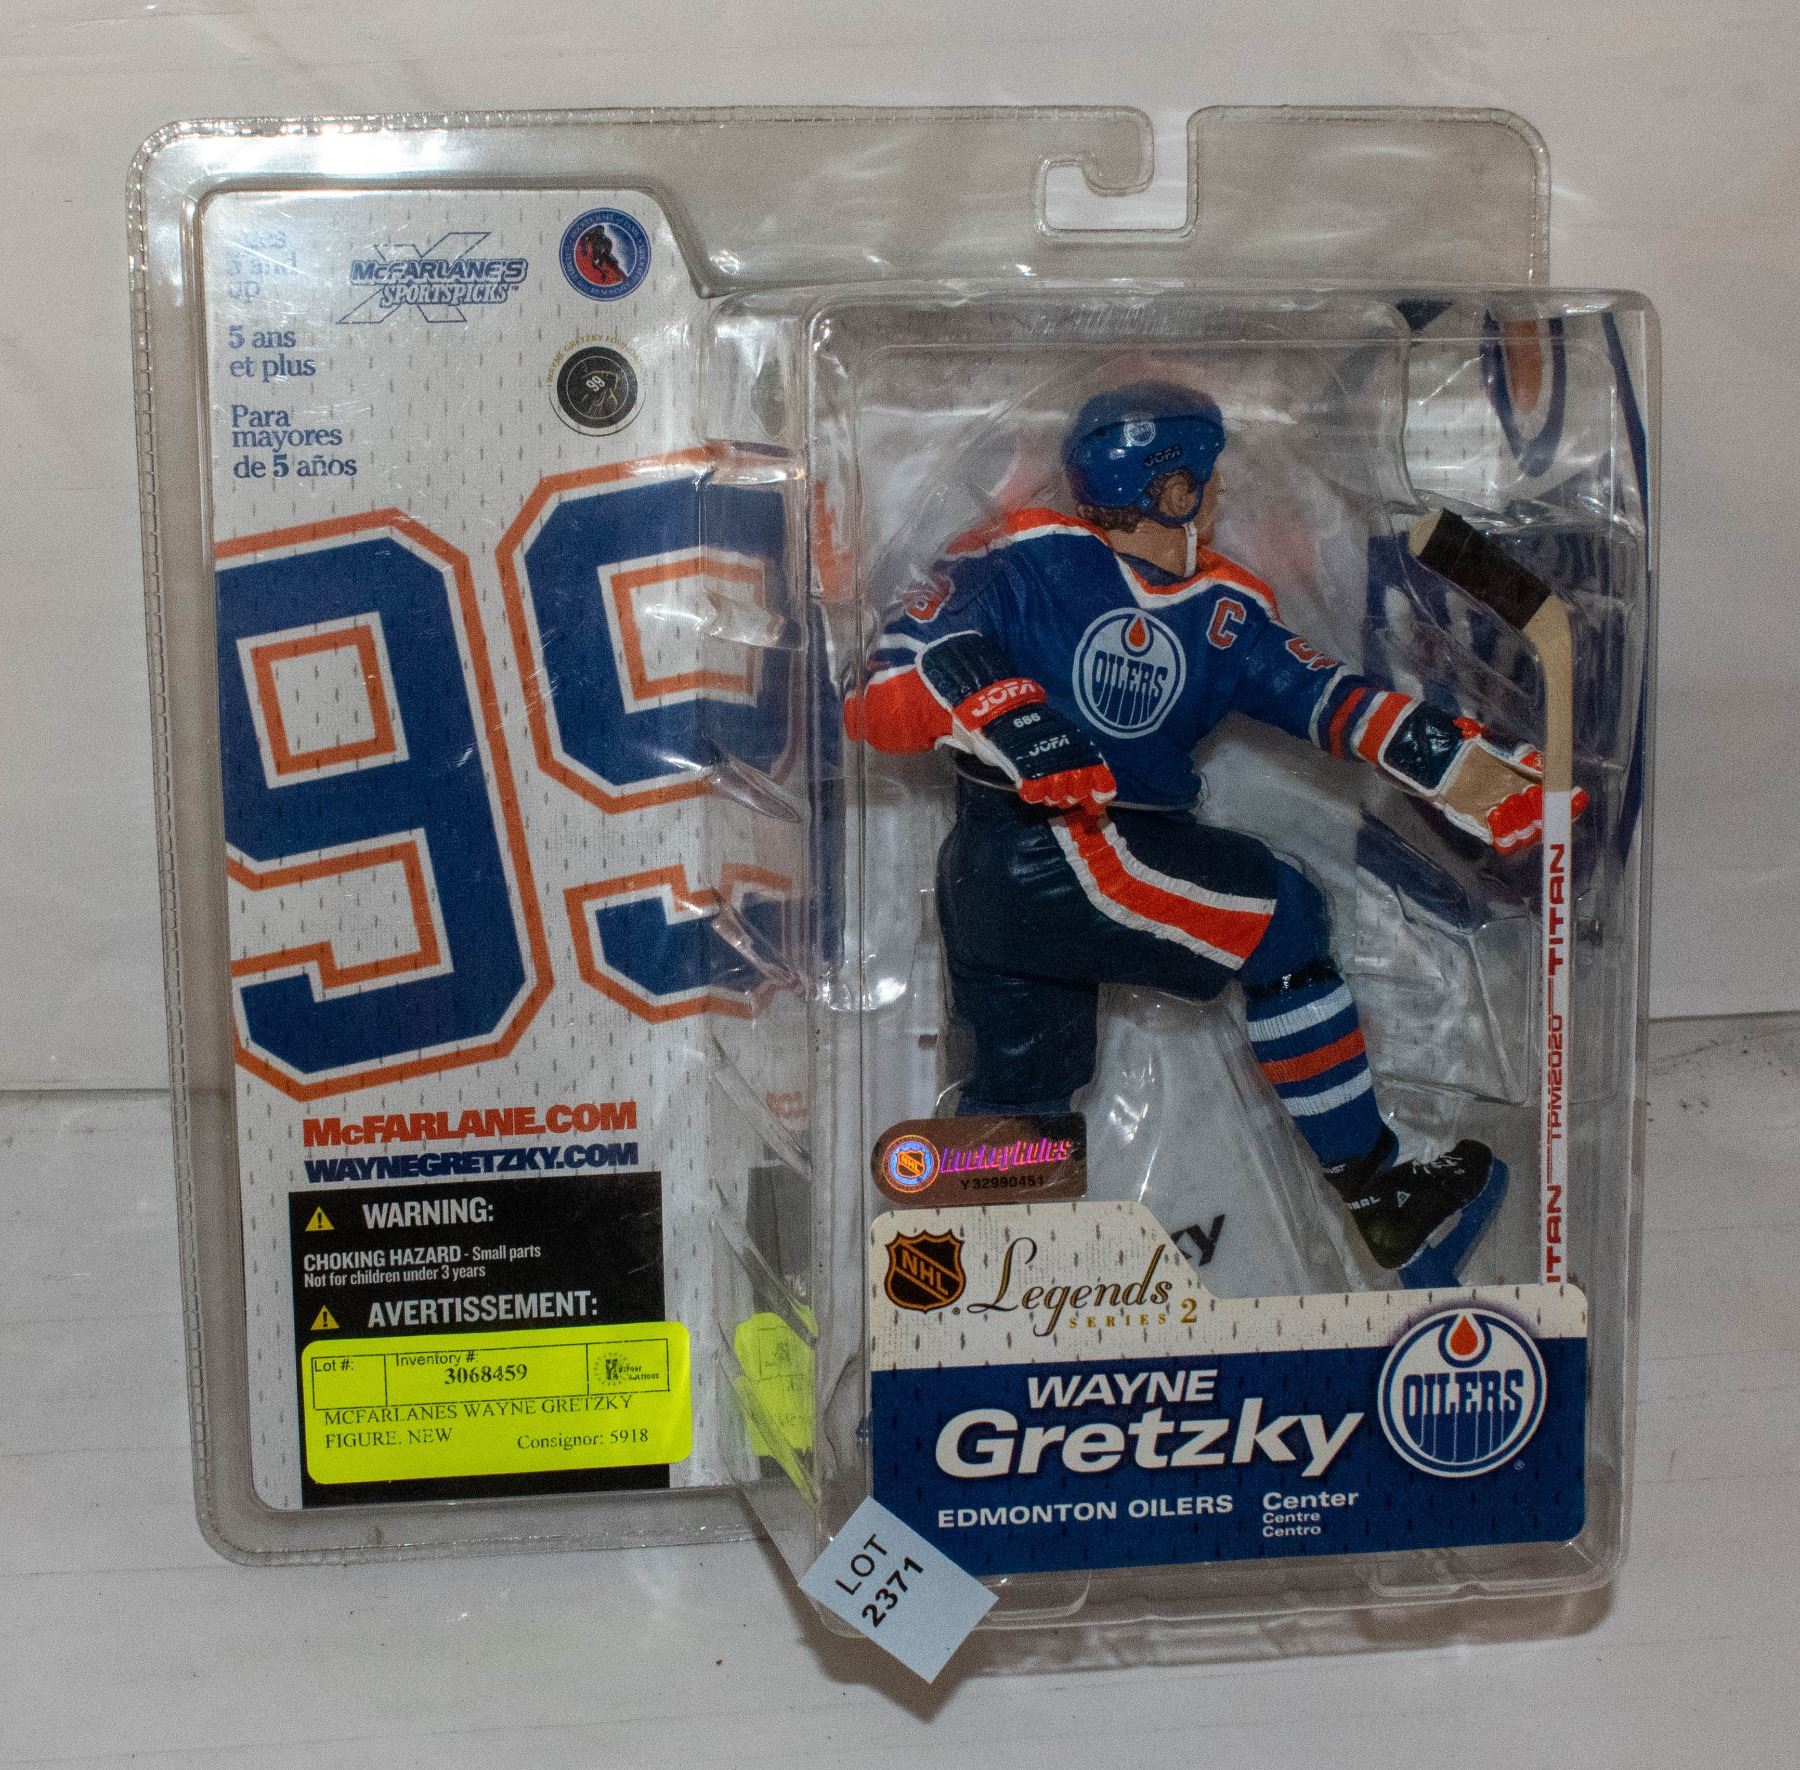 ages
5 and
up
5 ans
et plus
Para
mayores
de 5 años
McFARLANE'S
SPORTSPICKS™
99
99
McFARLANE.COM
WAYNEGRETZKY.COM
WARNING:
CHOKING HAZARD - Small parts
Not for children under 3 years
AVERTISSEMENT:
Lot #:
Inventory #:
3068459
MCFARLANES WAYNE GRETZKY
FIGURE. NEW
Consignor: 5918
JOFA
OILERS
C
JOFA
686
JOFA
TITAN TPM2020 TITAN
NHL
HockeyRules
Y32990451
NHL®
Legends
SERIES 2
WAYNE
Gretzky
OILERS®
EDMONTON OILERS
Center
Centre
Centro
LOT
2371